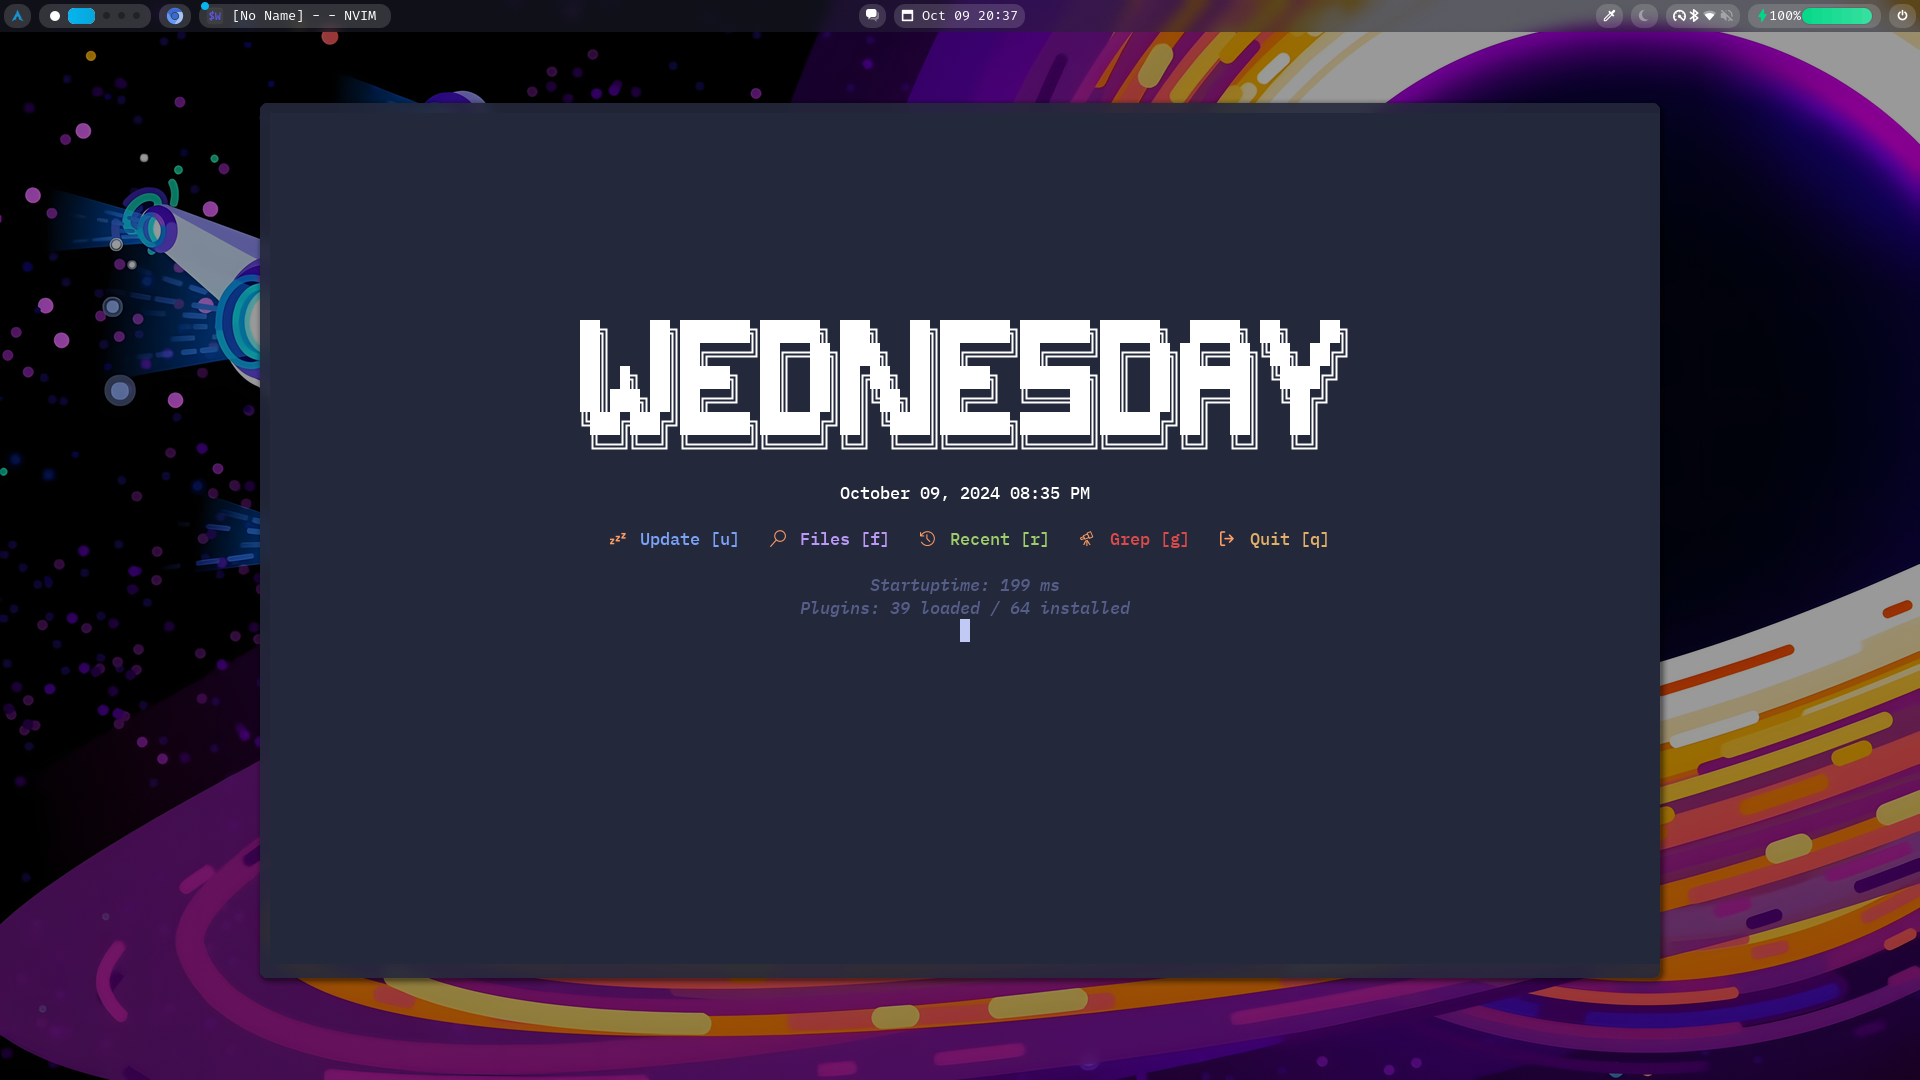 [No Name] - - NVIM
Oct 09 20:37
100%
WEDNESDAY
October 09, 2024 08:35 PM
Update [u] Files [f] Recent [r] Grep [g] Quit [q]
Startuptime: 199 ms
Plugins: 39 loaded / 64 installed